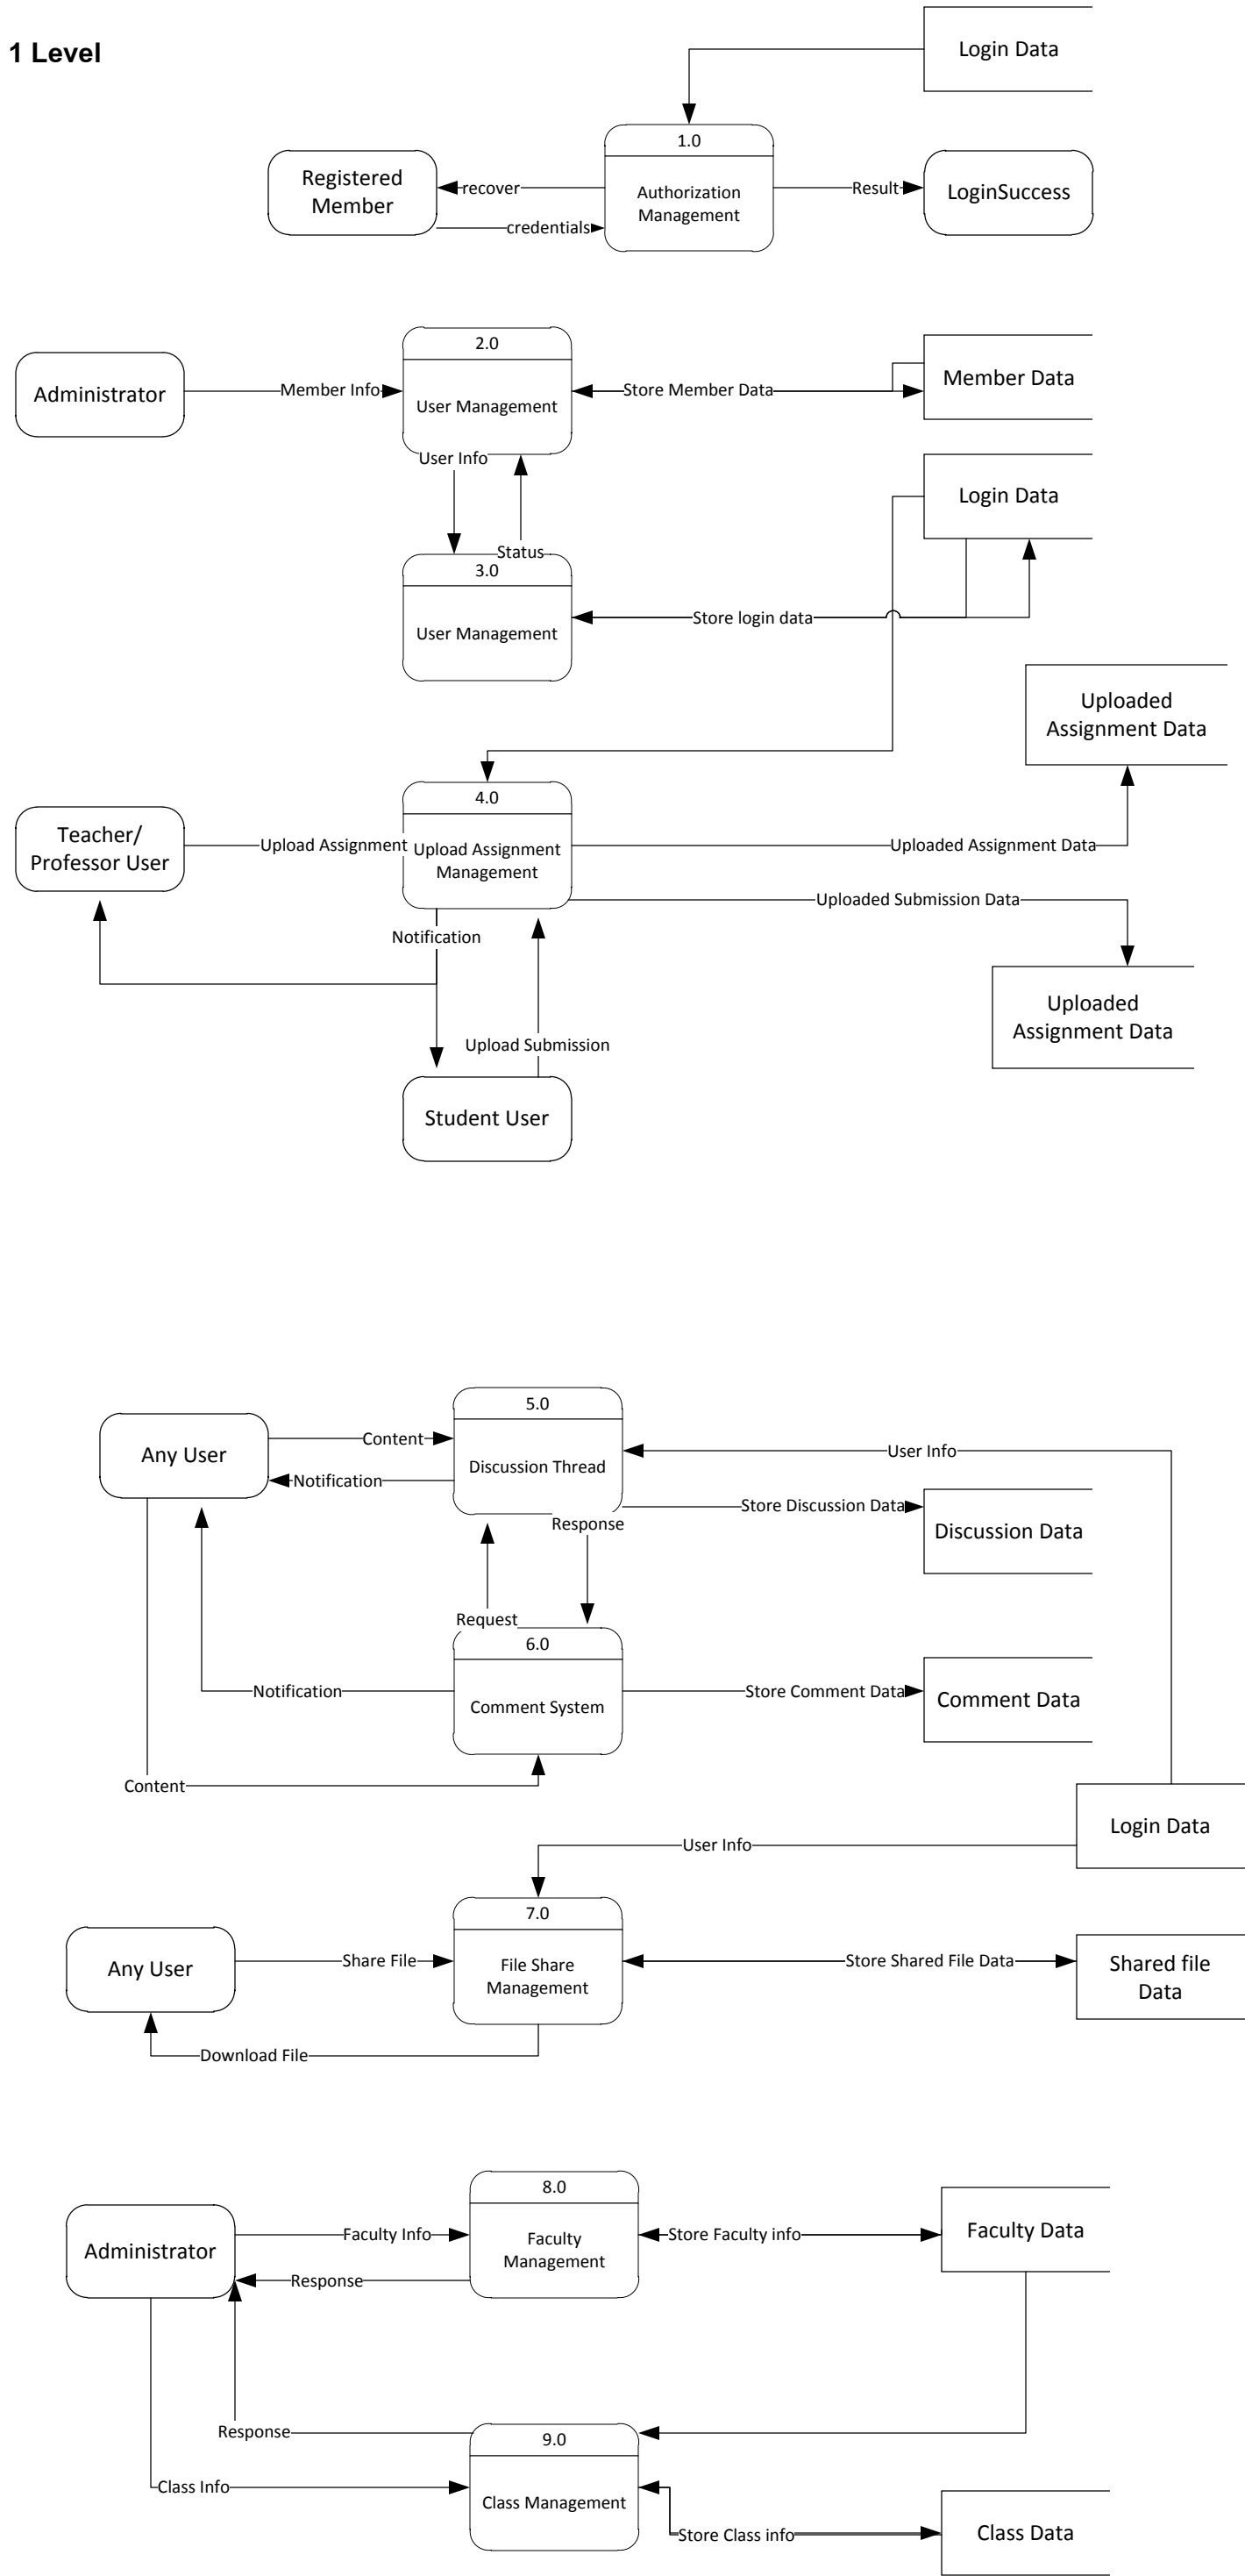 1 Level
Login Data
1.0
Registered
Member
recover
credentials
Authorization
Management
Result
LoginSuccess
2.0
Administrator
Member Info
User Management
Store Member Data
Member Data
User Info
Login Data
Status
3.0
User Management
Store login data
Uploaded
Assignment Data
4.0
Teacher/
Professor User
Upload Assignment
Upload Assignment
Management
Uploaded Assignment Data
Uploaded Submission Data
Notification
Uploaded
Assignment Data
Upload Submission
Student User
5.0
Any User
Content
Notification
Discussion Thread
User Info
Store Discussion Data
Response
Discussion Data
Request
6.0
Notification
Comment System
Store Comment Data
Comment Data
Content
Login Data
User Info
7.0
Any User
Share File
File Share
Management
Store Shared File Data
Shared file
Data
Download File
8.0
Administrator
Faculty Info
Response
Faculty
Management
Store Faculty info
Faculty Data
Response
9.0
Class Info
Class Management
Store Class info
Class Data